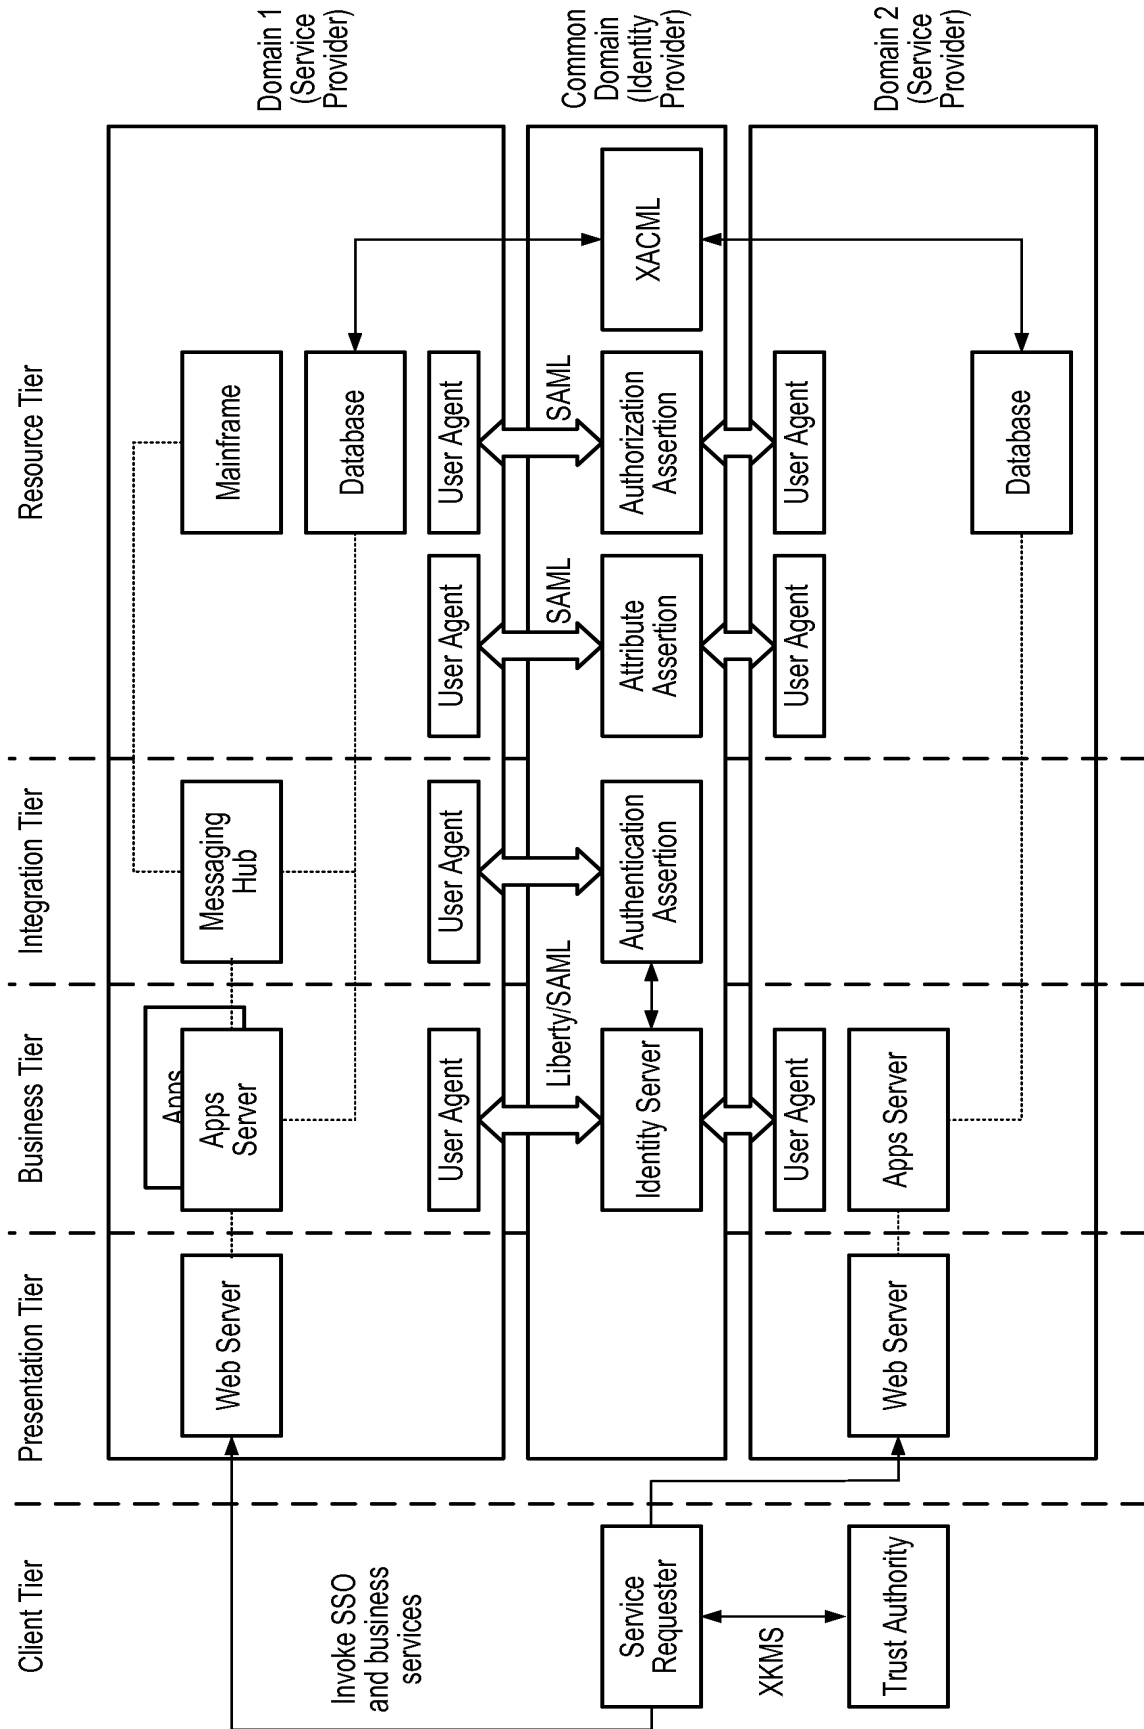 Client Tier
Presentation Tier
Business Tier
Integration Tier
Resource Tier
Domain 1
(Service
Provider)
Web Server
Apps
Apps
Server
Messaging
Hub
Mainframe
Database
Invoke SSO
and business
services
User Agent
User Agent
User Agent
User Agent
Liberty/SAML
SAML
SAML
Common
Domain
(Identity
Provider)
Service
Requester
Identity Server
Authentication
Assertion
Attribute
Assertion
Authorization
Assertion
XACML
XKMS
User Agent
User Agent
User Agent
Domain 2
(Service
Provider)
Trust Authority
Web Server
Apps Server
Database